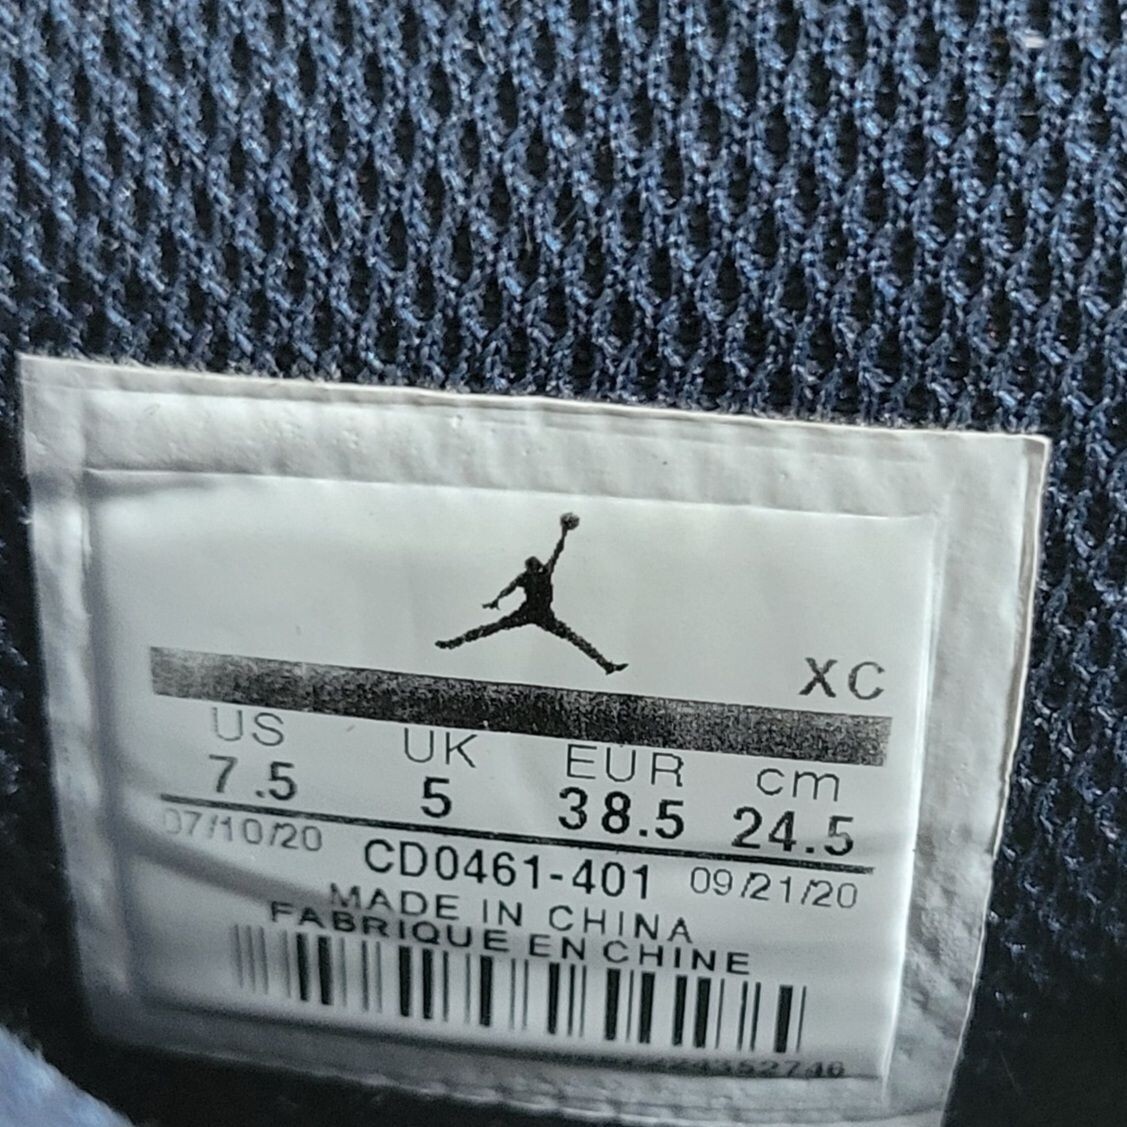 XC
US UK EUR cm
7.5 5 38.5 24.5
07/10/20 CD0461-401 09/21/20
MADE IN CHINA
FABRIQUE EN CHINE